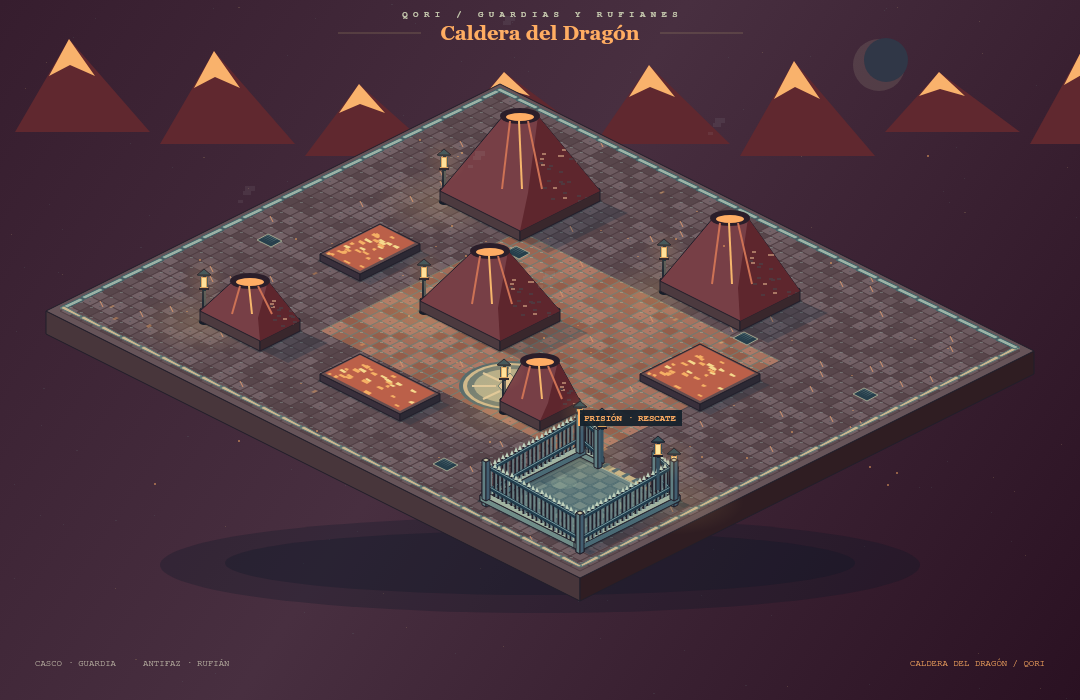 QORI / GUARDIAS Y RUFIANES
Caldera del Dragón
PRISIÓN · RESCATE
CASCO · GUARDIA · ANTIFAZ · RUFIÁN
CALDERA DEL DRAGÓN / QORI